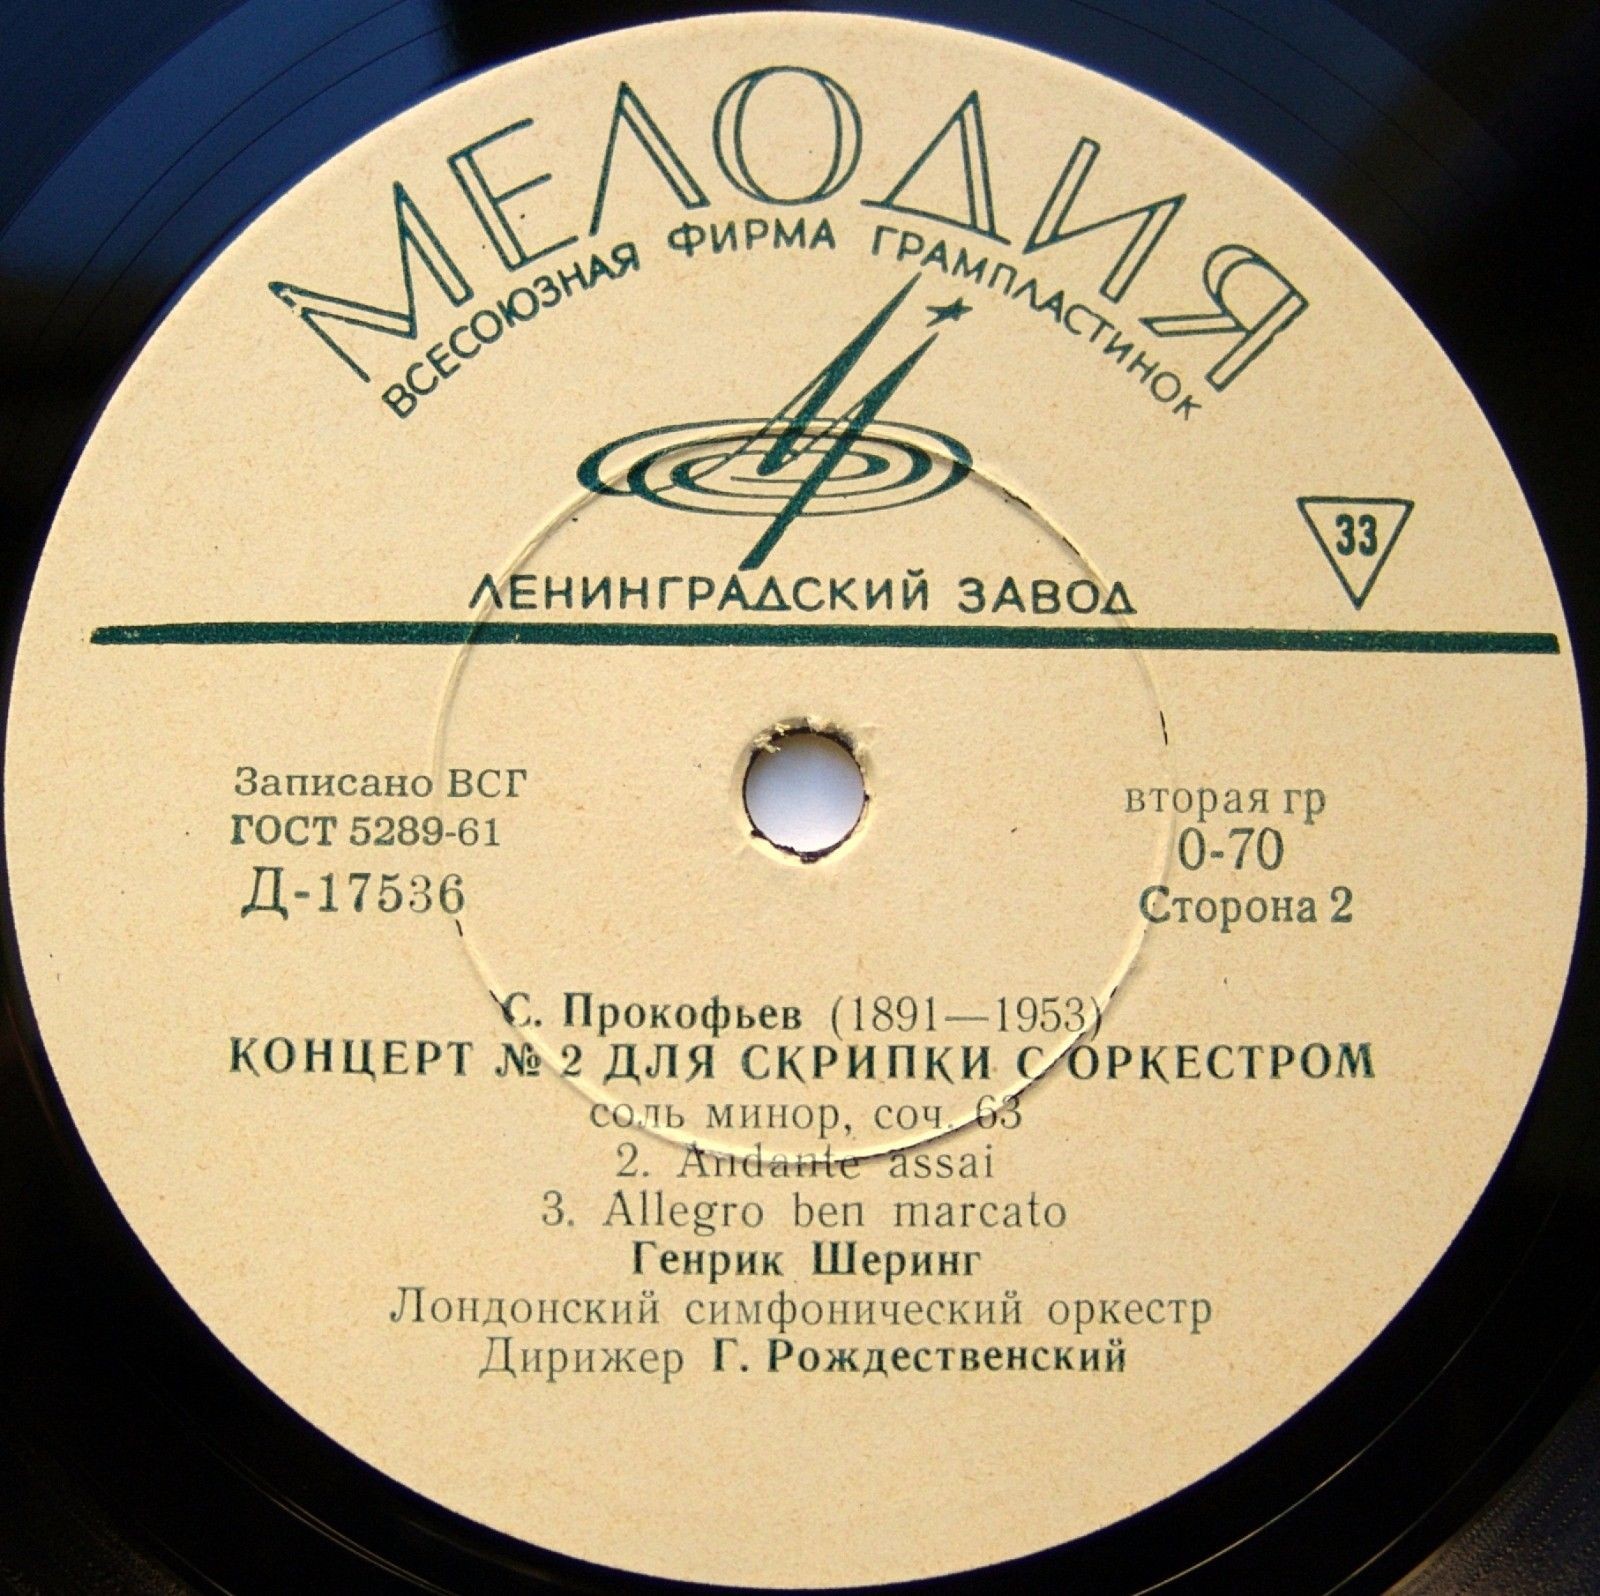 МЕЛОДИЯ
ВСЕСОЮЗНАЯ ФИРМА ГРАМПЛАСТИНОК
33
ЛЕНИНГРАДСКИЙ ЗАВОД
Записано ВСГ
ГОСТ 5289-61
Д-17536
вторая гр
0-70
Сторона 2
С. Прокофьев (1891—1953)
КОНЦЕРТ № 2 ДЛЯ СКРИПКИ С ОРКЕСТРОМ
соль минор, соч. 63
2. Andante assai
3. Allegro ben marcato
Генрик Шеринг
Лондонский симфонический оркестр
Дирижер Г. Рождественский